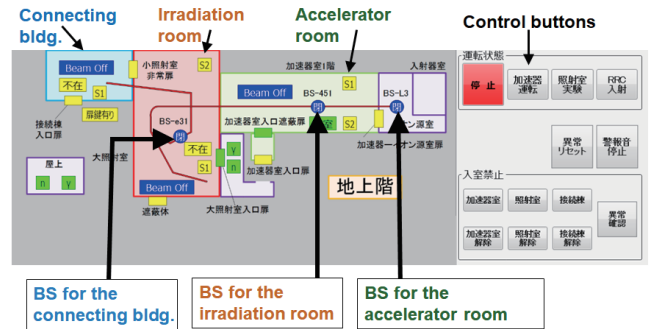 Connecting
bldg.
Irradiation
room
Accelerator
room
Control buttons
Beam Off
不在
S1
扉鍵有り
接続棟
入口扉
小照射室
非常扉
S2
BS-e31
閉
不在
S1
Beam Off
遮蔽体
大照射室
屋上
n
γ
加速器室1階
入射器室
Beam Off
S1
BS-451
閉
BS-L3
閉
S2
加速器室入口遮蔽扉
γ
n
加速器室入口扉
大照射室入口扉
加速器ーイオン源室扉
地上階
運転状態
停止
加速器
運転
照射室
実験
RRC
入射
異常
リセット
警報音
停止
入室禁止
加速器室
照射室
接続棟
異常
確認
加速器室
解除
照射室
解除
接続棟
解除
BS for the
connecting bldg.
BS for the
irradiation room
BS for the
accelerator room